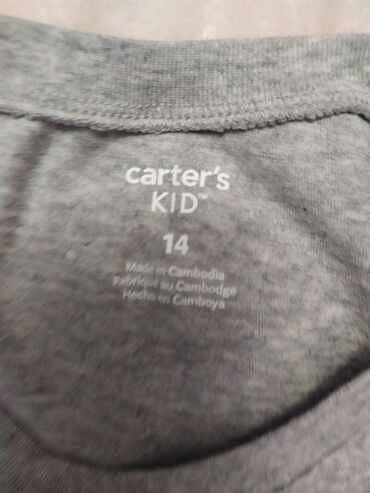 carter's
KID™
14
Made in Cambodia
Fabriqué au Cambodge
Hecho en Camboya